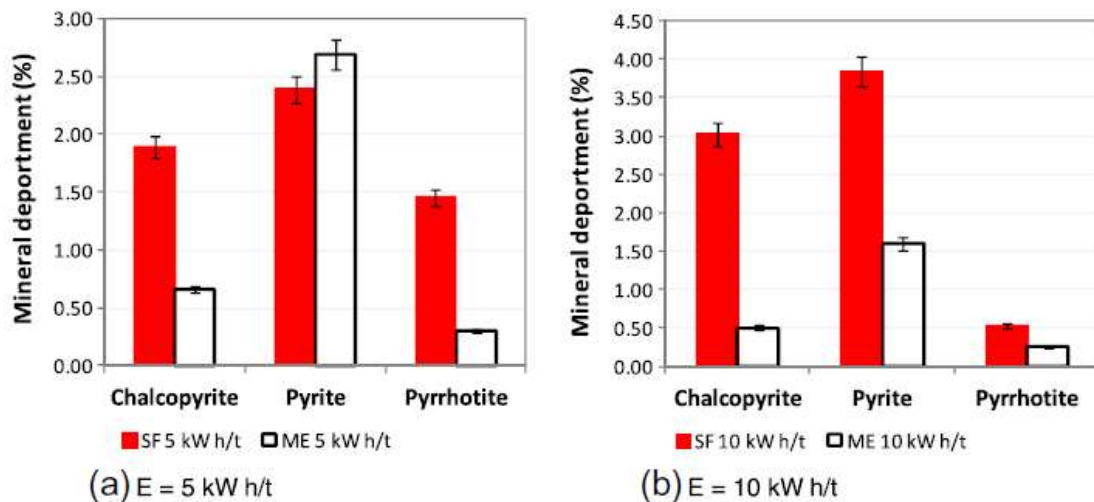 Mineral deportment (%)
3.00
2.50
2.00
1.50
1.00
0.50
0.00
Chalcopyrite Pyrite Pyrrhotite
SF 5 kW h/t ME 5 kW h/t
(a) E = 5 kW h/t
Mineral deportment (%)
4.50
4.00
3.50
3.00
2.50
2.00
1.50
1.00
0.50
0.00
Chalcopyrite Pyrite Pyrrhotite
SF 10 kW h/t ME 10 kW h/t
(b) E = 10 kW h/t